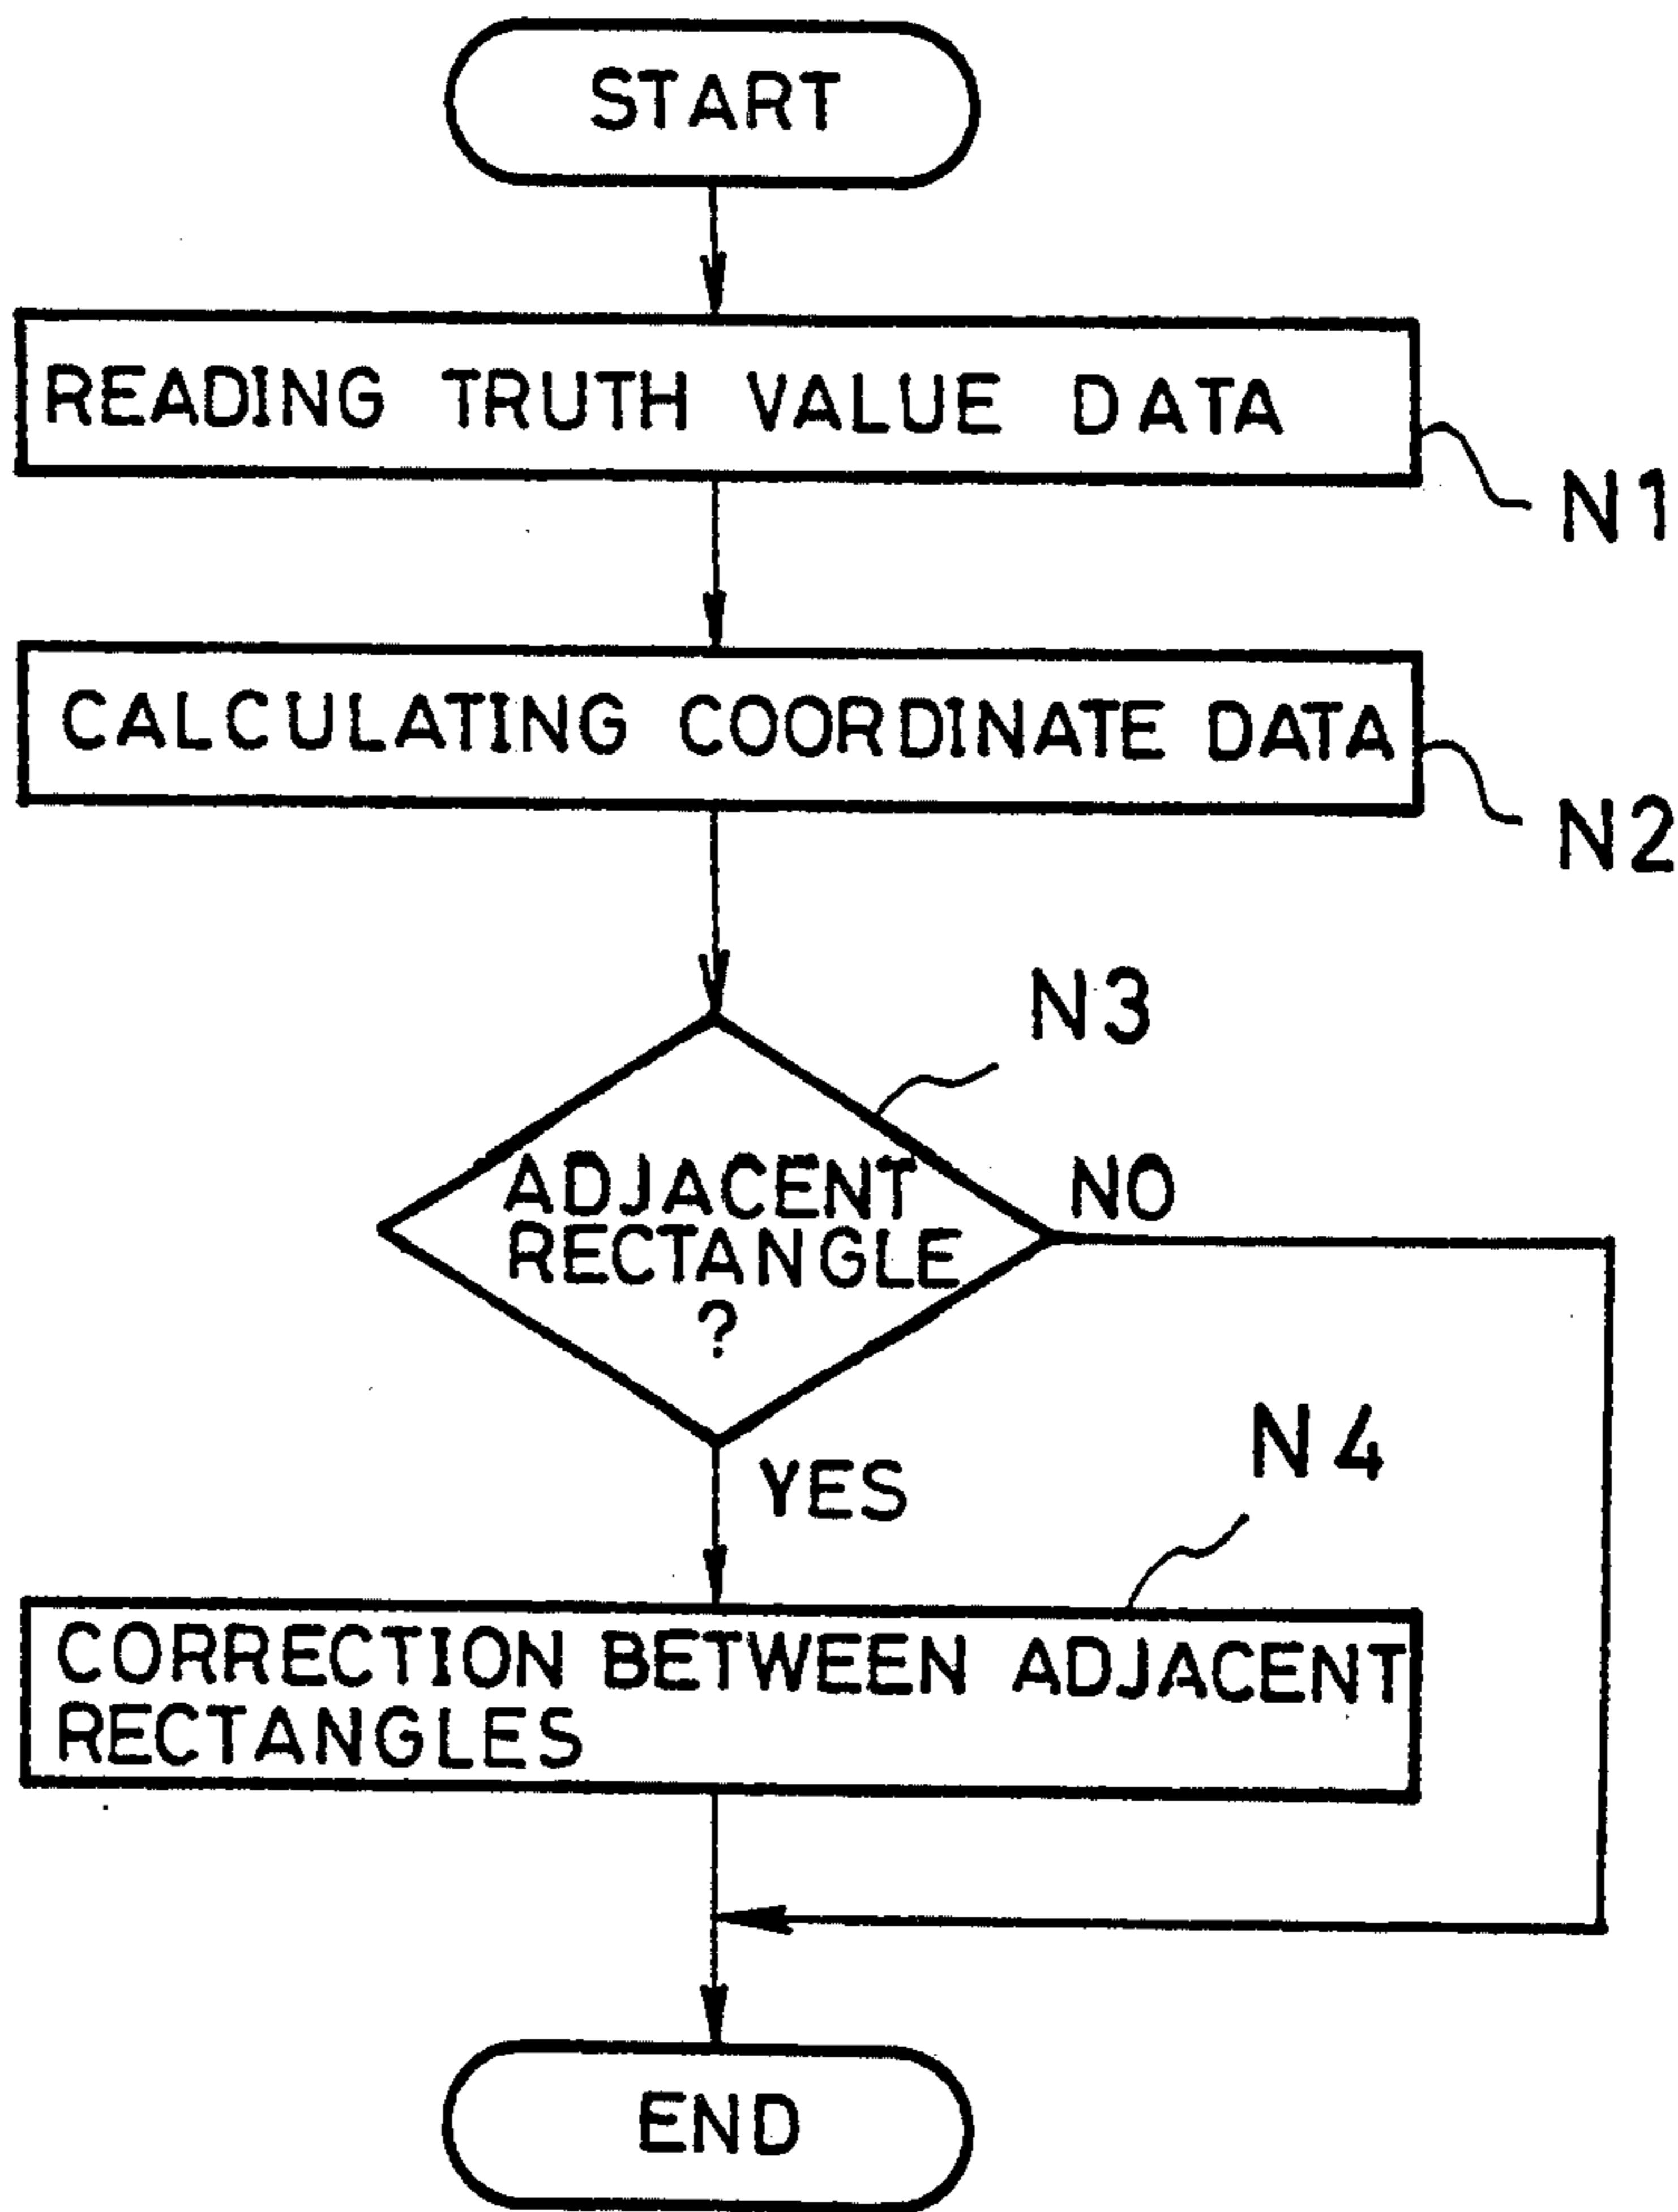 START
READING TRUTH VALUE DATA
N1
CALCULATING COORDINATE DATA
N2
N3
ADJACENT
RECTANGLE
?
NO
YES
N4
CORRECTION BETWEEN ADJACENT
RECTANGLES
END